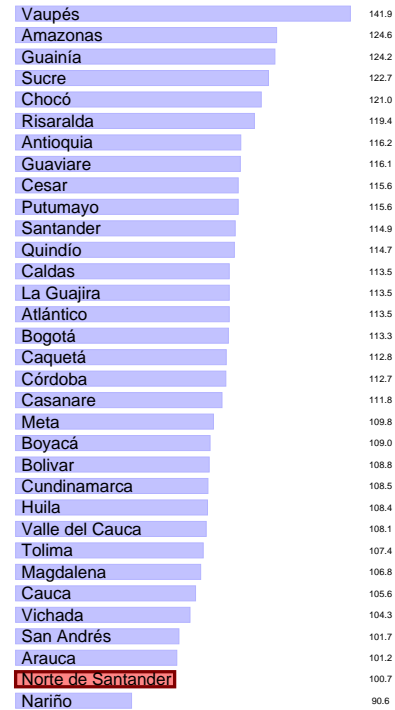 Vaupés 141.9
Amazonas 124.6
Guainía 124.2
Sucre 122.7
Chocó 121.0
Risaralda 119.4
Antioquia 116.2
Guaviare 116.1
Cesar 115.6
Putumayo 115.6
Santander 114.9
Quindío 114.7
Caldas 113.5
La Guajira 113.5
Atlántico 113.5
Bogotá 113.3
Caquetá 112.8
Córdoba 112.7
Casanare 111.8
Meta 109.8
Boyacá 109.0
Bolivar 108.8
Cundinamarca 108.5
Huila 108.4
Valle del Cauca 108.1
Tolima 107.4
Magdalena 106.8
Cauca 105.6
Vichada 104.3
San Andrés 101.7
Arauca 101.2
Norte de Santander 100.7
Nariño 90.6